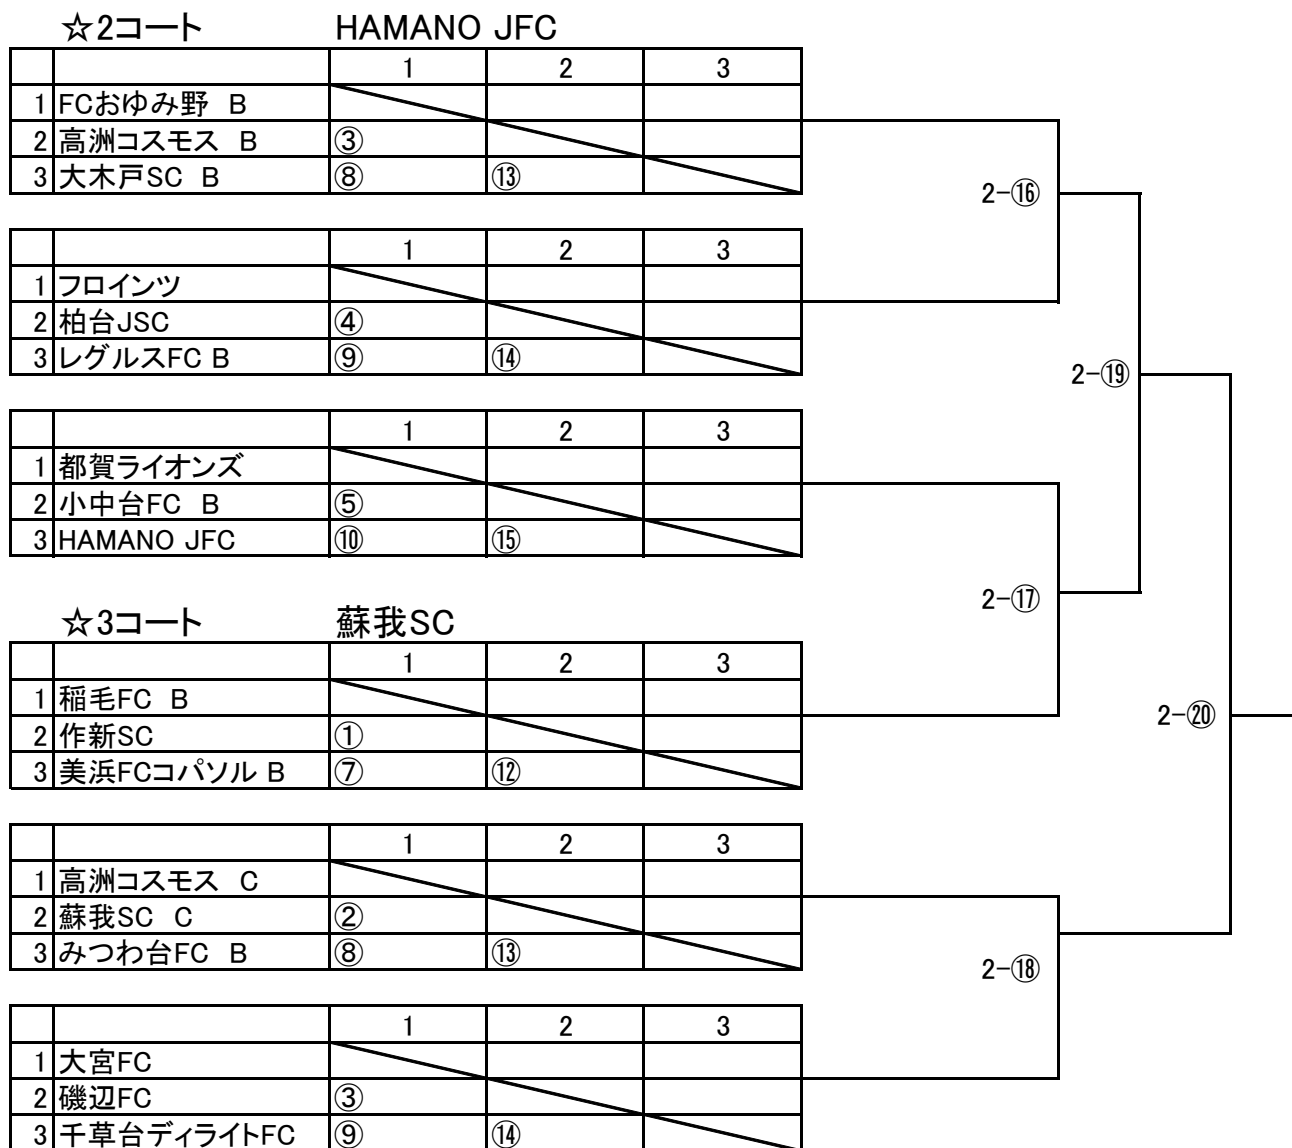 ☆2コート HAMANO JFC
1 2 3
1 FCおゆみ野 B
2 高洲コスモス B ③
3 大木戸SC B ⑧ ⑬
2-⑯
1 2 3
1 フロインツ
2 柏台JSC ④
3 レグルスFC B ⑨ ⑭
2-⑲
1 2 3
1 都賀ライオンズ
2 小中台FC B ⑤
3 HAMANO JFC ⑩ ⑮
2-⑰
☆3コート 蘇我SC
1 2 3
1 稲毛FC B
2-⑳
2 作新SC ①
3 美浜FCコパソル B ⑦ ⑫
1 2 3
1 高洲コスモス C
2 蘇我SC C ②
3 みつわ台FC B ⑧ ⑬
2-⑱
1 2 3
1 大宮FC
2 磯辺FC ③
3 千草台ディライトFC ⑨ ⑭